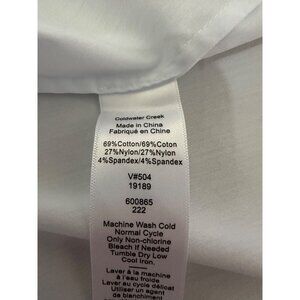 Coldwater Creek
Made in China
Fabriqué en Chine
69%Cotton/69%Coton
27%Nylon/27%Nylon
4%Spandex/4%Spandex
V#504
19189
600865
222
Machine Wash Cold
Normal Cycle
Only Non-chlorine
Bleach If Needed
Tumble Dry Low
Cool Iron.
Laver à la machine
à l'eau froide
au cycle délicat
Utiliser un agent
de blanchiment